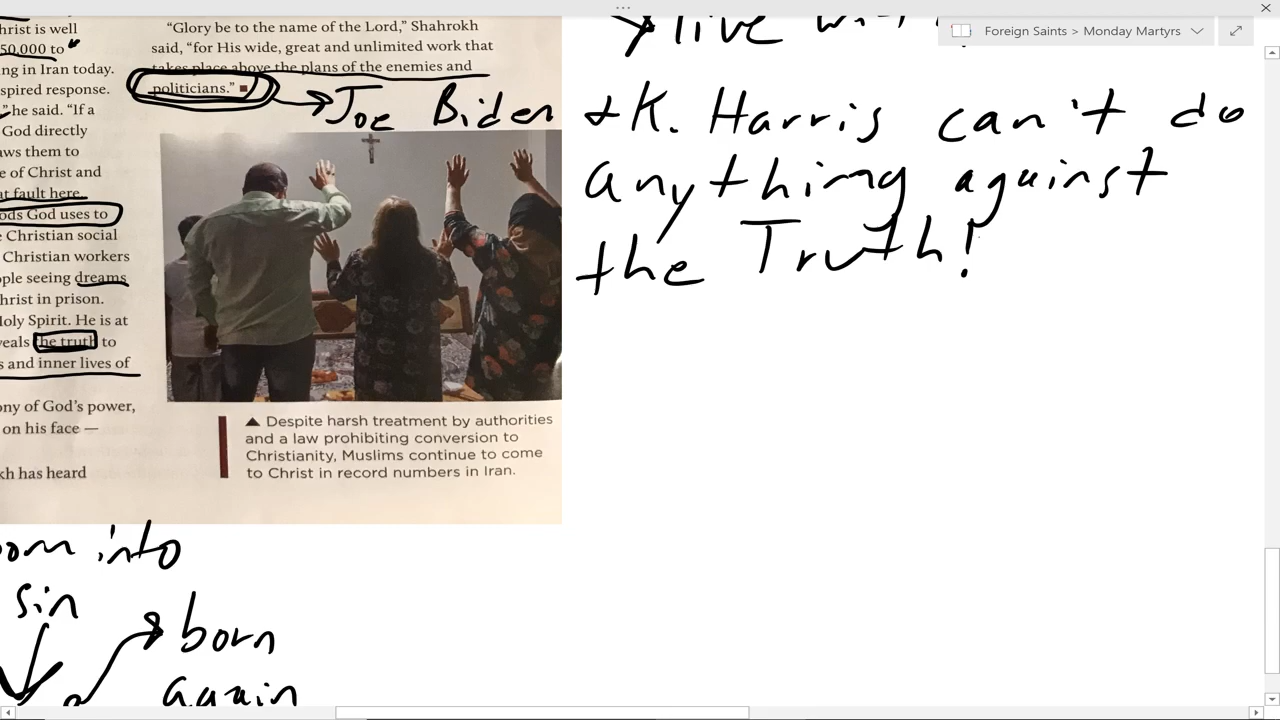 hrist is well
50,000 to
ng in Iran today.
spired response.
he said. "If a
God directly
aws them to
e of Christ and
at fault here.
ods God uses to
e Christian social
Christian workers
ople seeing dreams
hrist in prison.
Holy Spirit. He is at
veals the truth to
s and inner lives of
ony of God's power,
on his face —
kh has heard
"Glory be to the name of the Lord," Shahrokh
said, "for His wide, great and unlimited work that
takes place above the plans of the enemies and
politicians." ■
Joe Biden
▲ Despite harsh treatment by authorities
and a law prohibiting conversion to
Christianity, Muslims continue to come
to Christ in record numbers in Iran.
live
Foreign Saints > Monday Martyrs
+ K. Harris can't do
anything against
the Truth!
into
sin
born
again